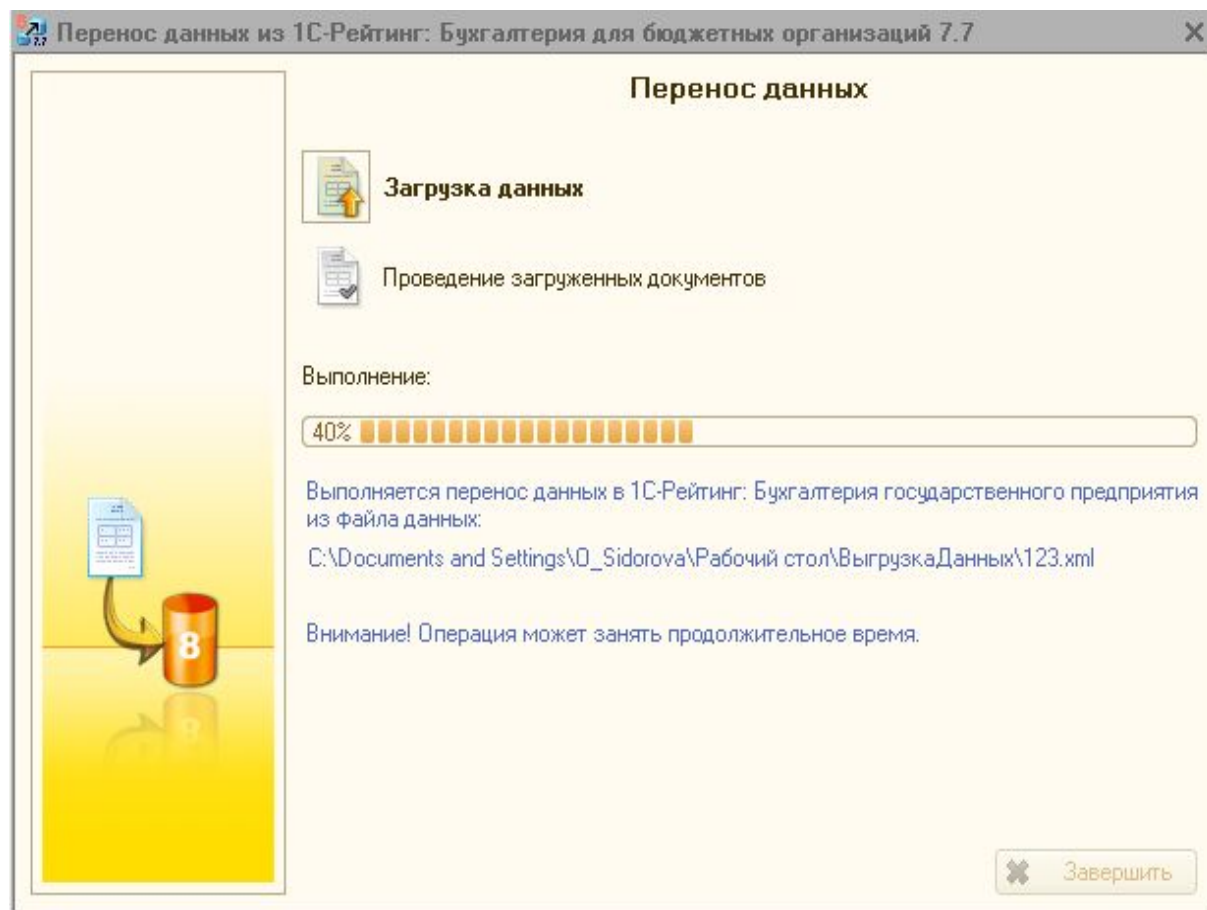 Перенос данных из 1С-Рейтинг: Бухгалтерия для бюджетных организаций 7.7
Перенос данных
Загрузка данных
Проведение загруженных документов
Выполнение:
40%
Выполняется перенос данных в 1С-Рейтинг: Бухгалтерия государственного предприятия
из файла данных:
C:\Documents and Settings\O_Sidorova\Рабочий стол\ВыгрузкаДанных\123.xml
Внимание! Операция может занять продолжительное время.
8
Завершить